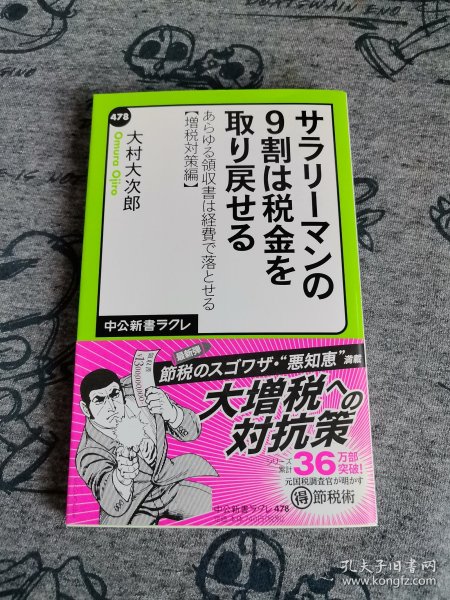 478
サラリーマンの
9割は税金を
取り戻せる
あらゆる領収書は経費で落とせる
【増税対策編】
大村大次郎
Omura Ojiro
中公新書ラクレ
最新弾
節税のスゴワザ・“悪知恵”満載
大増税への
対抗策
シリーズ
累計
36万部
突破!
元国税調査官が明かす
得節税術
中公新書ラクレ 478
孔夫子旧书网
www.kongfz.com